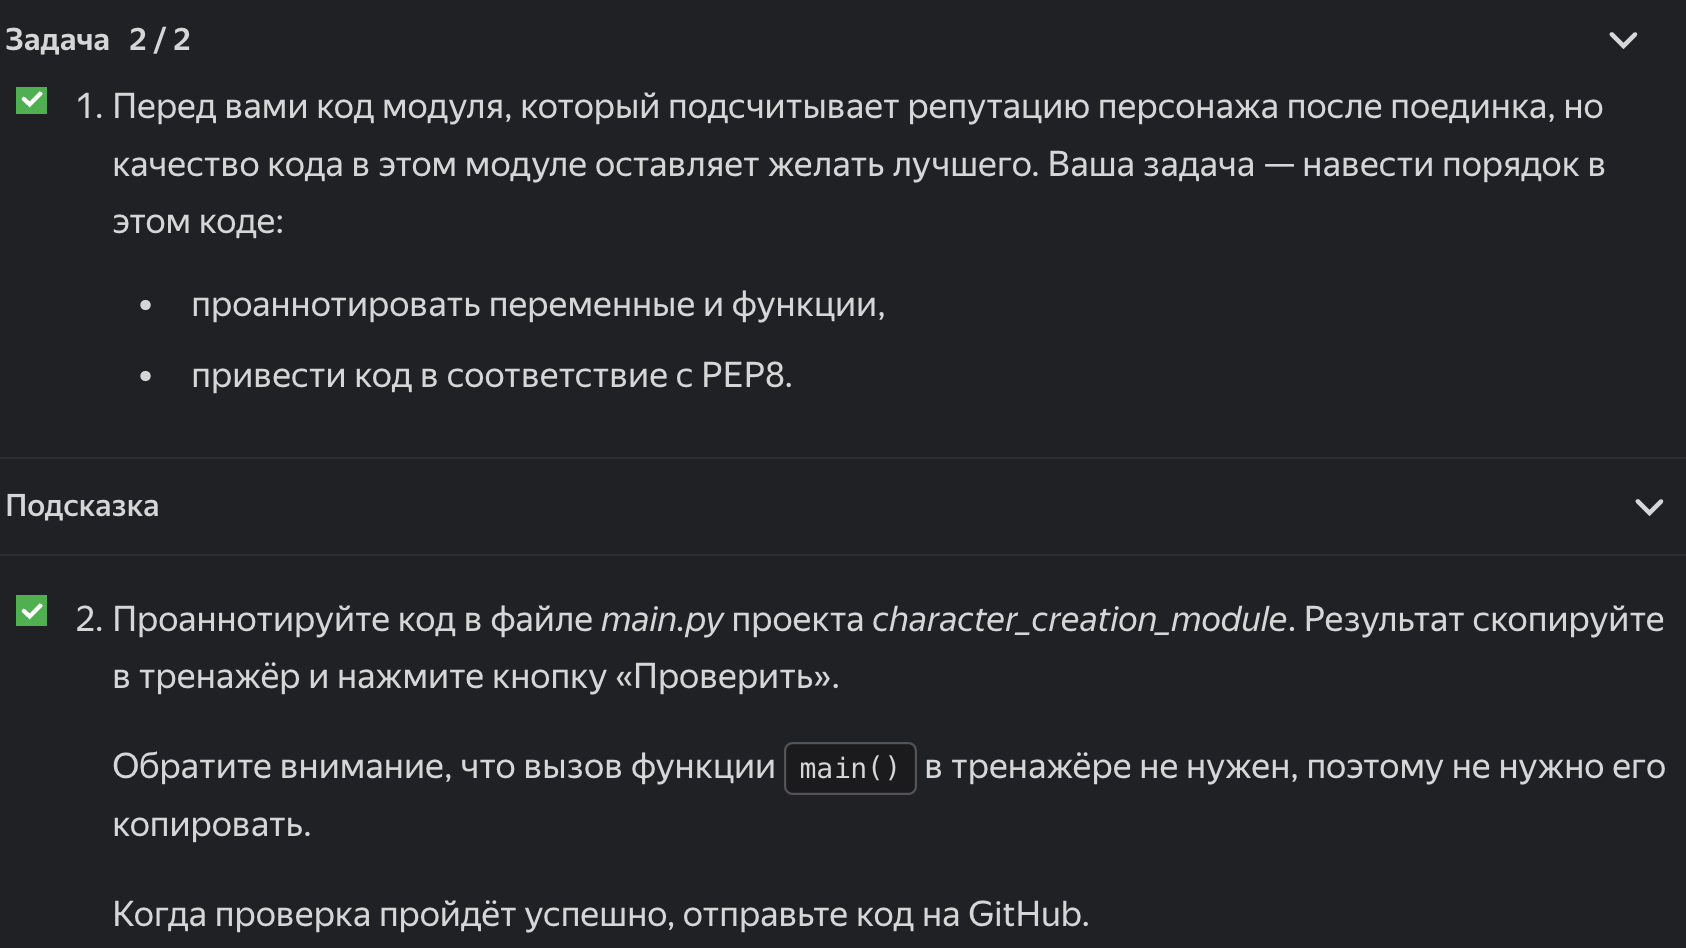 Задача 2 / 2
1. Перед вами код модуля, который подсчитывает репутацию персонажа после поединка, но
качество кода в этом модуле оставляет желать лучшего. Ваша задача — навести порядок в
этом коде:
• проаннотировать переменные и функции,
• привести код в соответствие с PEP8.
Подсказка
2. Проаннотируйте код в файле main.py проекта character_creation_module. Результат скопируйте
в тренажёр и нажмите кнопку «Проверить».
Обратите внимание, что вызов функции main() в тренажёре не нужен, поэтому не нужно его
копировать.
Когда проверка пройдёт успешно, отправьте код на GitHub.